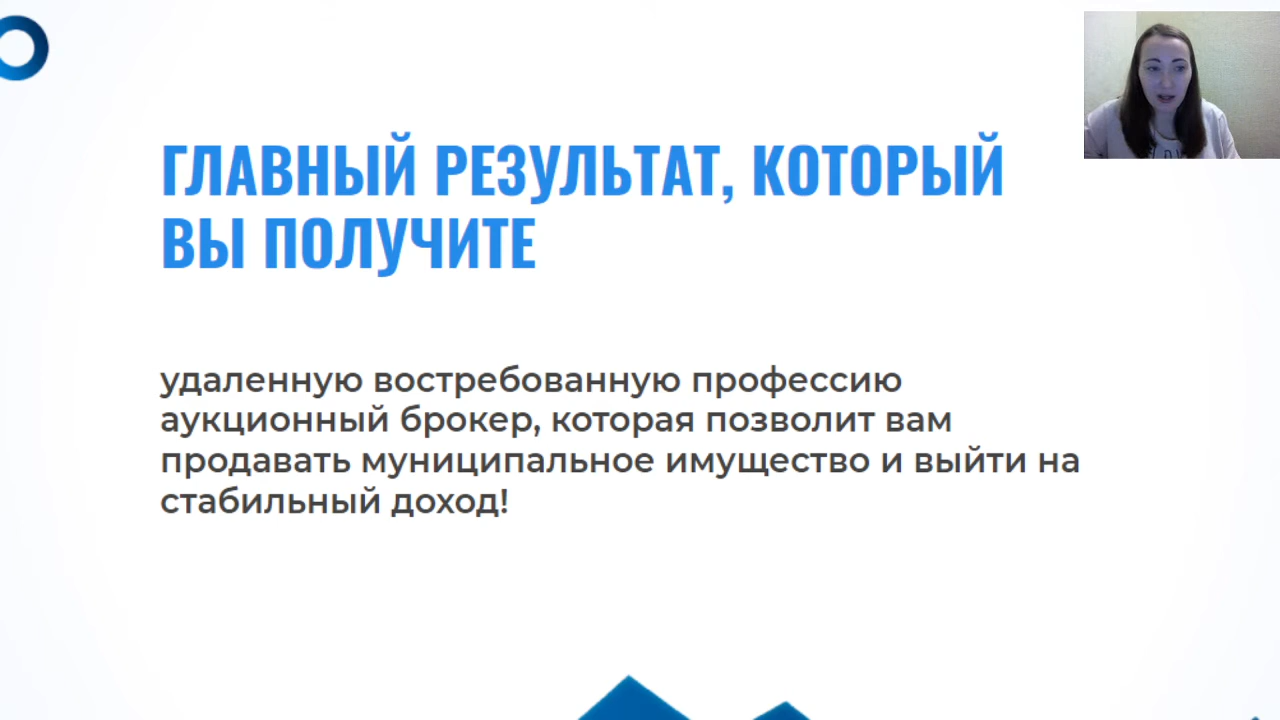 ГЛАВНЫЙ РЕЗУЛЬТАТ, КОТОРЫЙ
ВЫ ПОЛУЧИТЕ
удаленную востребованную профессию
аукционный брокер, которая позволит вам
продавать муниципальное имущество и выйти на
стабильный доход!